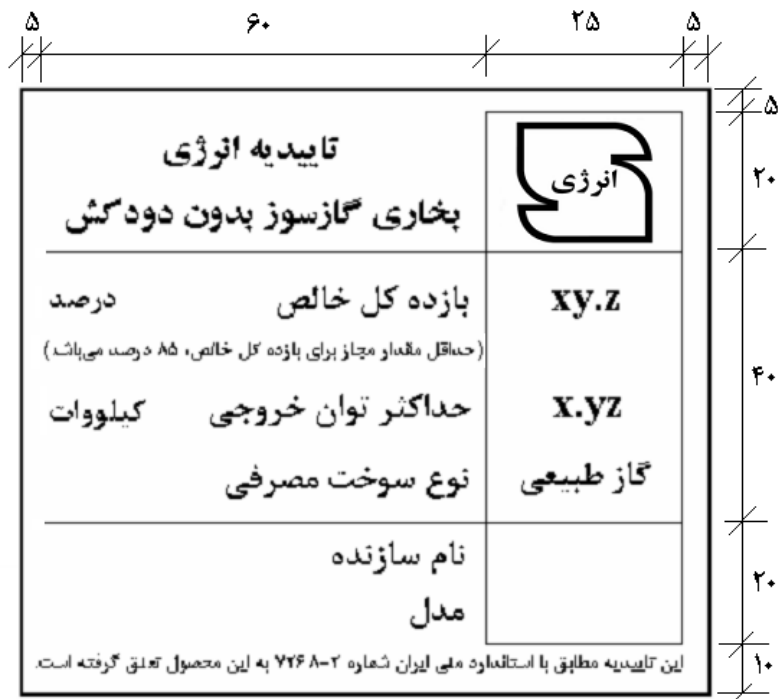 ۵ ۶۰ ۲۵ ۵
۵
۲۰
۴۰
۲۰
۱۰
انرژی
تاییدیه انرژی
بخاری گازسوز بدون دودکش
xy.z بازده کل خالص درصد
(حداقل مقدار مجاز برای بازده کل خالص، ۸۵ درصد می‌باشد)
x.yz حداکثر توان خروجی کیلووات
گاز طبیعی نوع سوخت مصرفی
نام سازنده
مدل
این تاییدیه مطابق با استاندارد ملی ایران شماره ۲-۷۲۶۸ به این محصول تعلق گرفته است.